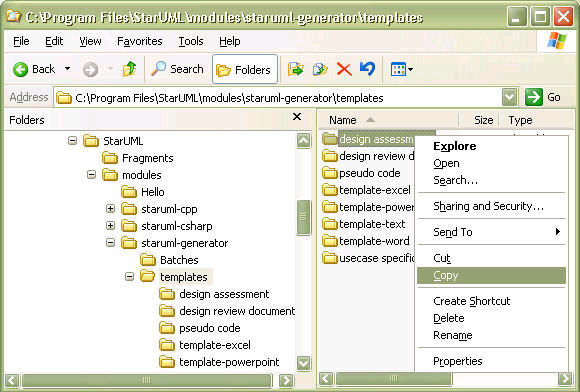 C:\Program Files\StarUML\modules\staruml-generator\templates
File Edit View Favorites Tools Help
Back Search Folders
Address C:\Program Files\StarUML\modules\staruml-generator\templates Go
Folders
StarUML
Fragments
modules
Hello
staruml-cpp
staruml-csharp
staruml-generator
Batches
templates
design assessment
design review document
pseudo code
template-excel
template-powerpoint
Name Size Type
design assessm
design review d
pseudo code
template-excel
template-power
template-text
template-word
usecase specific
Explore
Open
Search...
Sharing and Security...
Send To
Cut
Copy
Create Shortcut
Delete
Rename
Properties